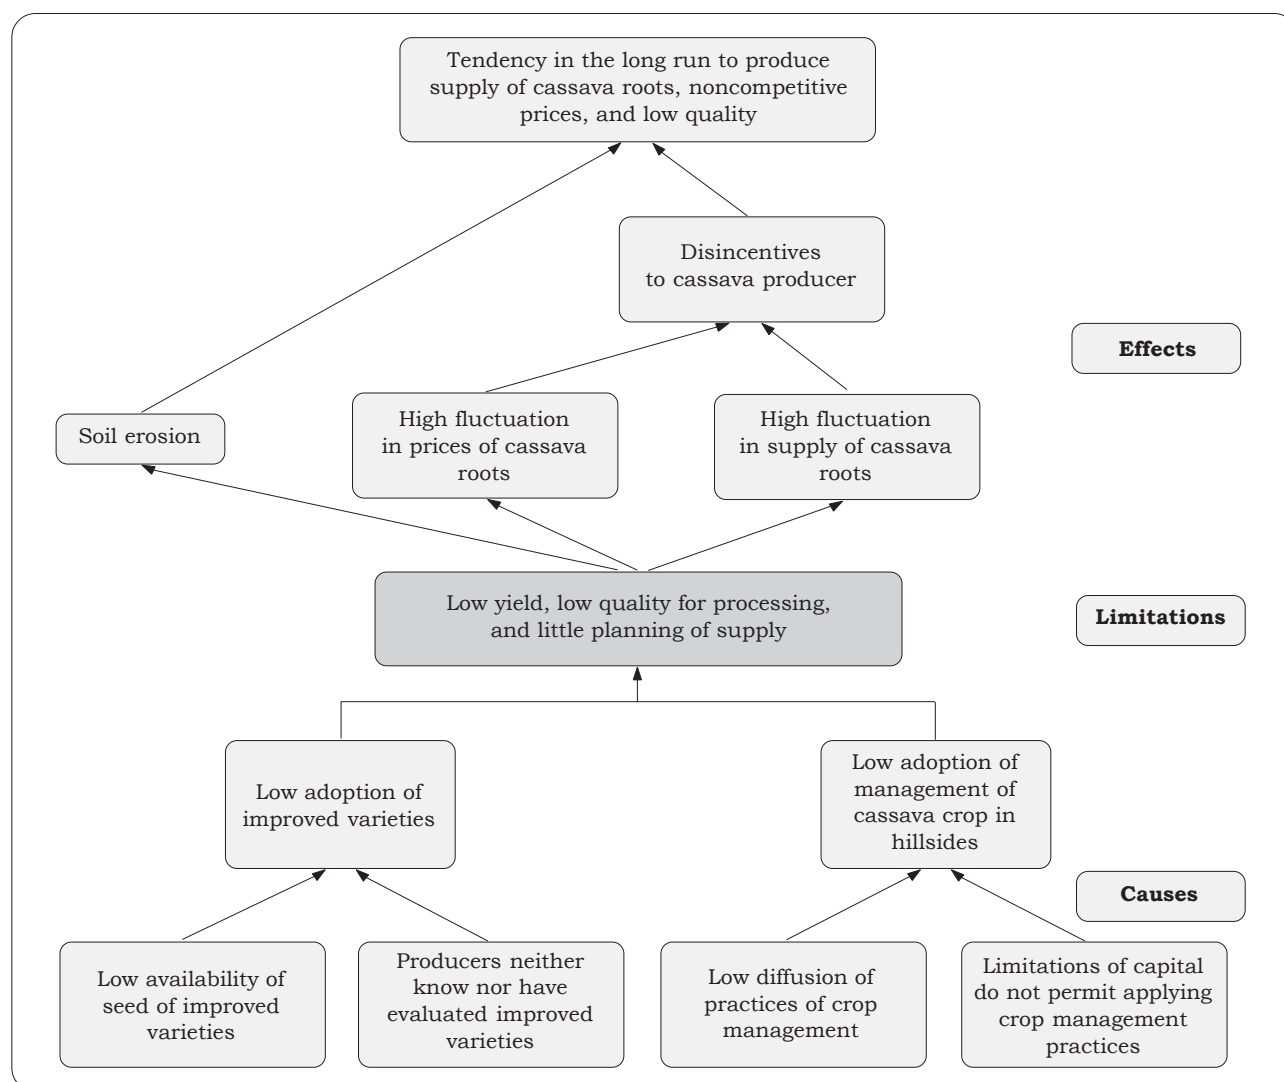 Tendency in the long run to produce
supply of cassava roots, noncompetitive
prices, and low quality
Disincentives
to cassava producer
Effects
Soil erosion
High fluctuation
in prices of cassava
roots
High fluctuation
in supply of cassava
roots
Low yield, low quality for processing,
and little planning of supply
Limitations
Low adoption of
improved varieties
Low adoption of
management of
cassava crop in
hillsides
Causes
Low availability of
seed of improved
varieties
Producers neither
know nor have
evaluated improved
varieties
Low diffusion of
practices of crop
management
Limitations of capital
do not permit applying
crop management
practices